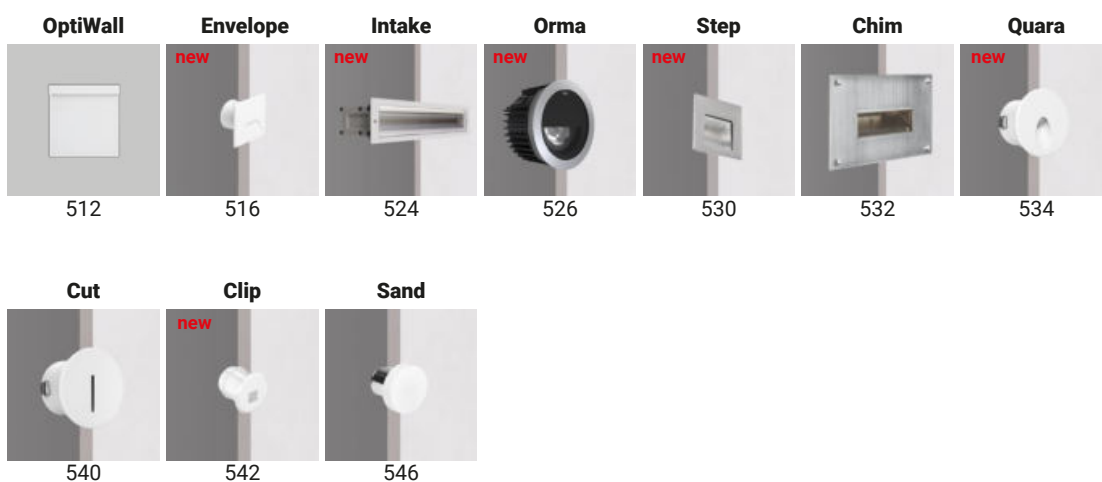 OptiWall Envelope Intake Orma Step Chim Quara
new new new new new
512 516 524 526 530 532 534
Cut Clip Sand
new
540 542 546